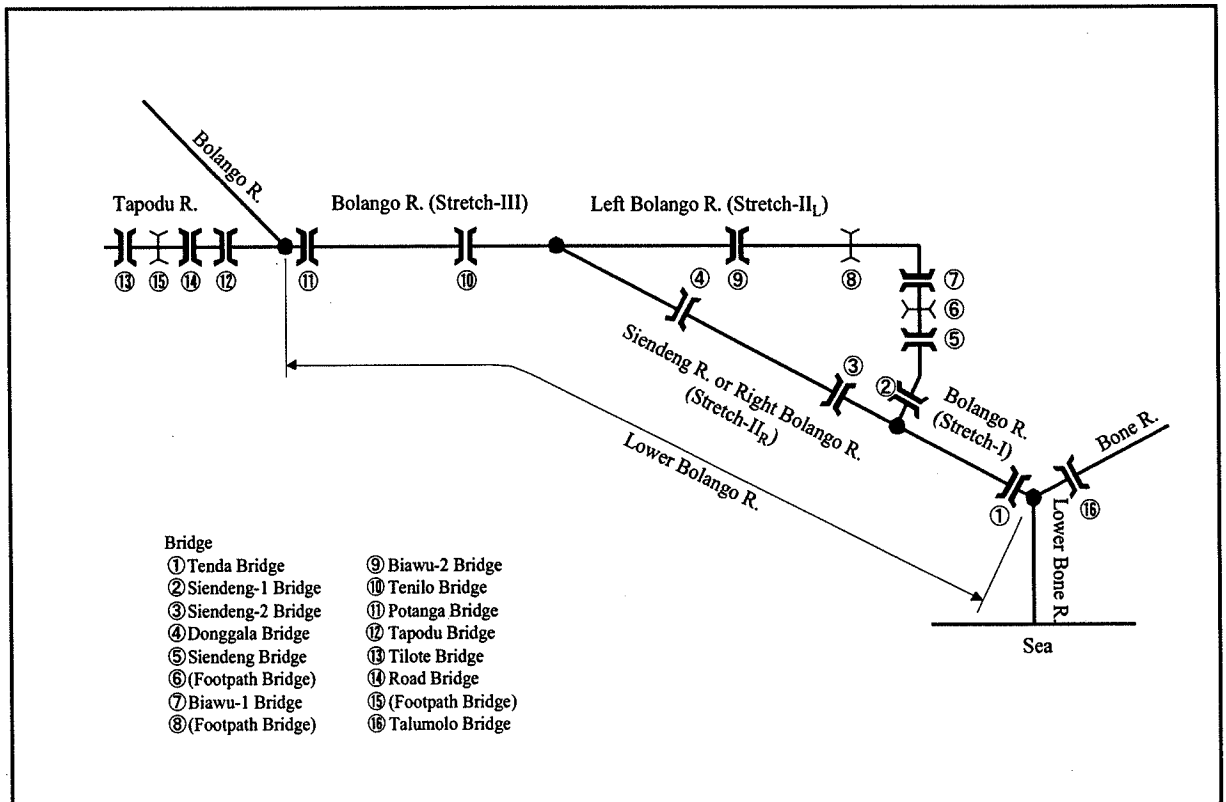 Bolango R.
Tapodu R.
Bolango R. (Stretch-III)
Left Bolango R. (Stretch-II_L)
⑬ ⑮ ⑭ ⑫ ⑪ ⑩ ⑨ ⑧
⑦
⑥
⑤
④
③
②
Siendeng R. or Right Bolango R.
(Stretch-II_R)
Bolango R.
(Stretch-I)
Bone R.
Lower Bolango R.
①
⑯
Lower Bone R.
Sea
Bridge
①Tenda Bridge
②Siendeng-1 Bridge
③Siendeng-2 Bridge
④Donggala Bridge
⑤Siendeng Bridge
⑥(Footpath Bridge)
⑦Biawu-1 Bridge
⑧(Footpath Bridge)
⑨Biawu-2 Bridge
⑩Tenilo Bridge
⑪Potanga Bridge
⑫Tapodu Bridge
⑬Tilote Bridge
⑭Road Bridge
⑮(Footpath Bridge)
⑯Talumolo Bridge